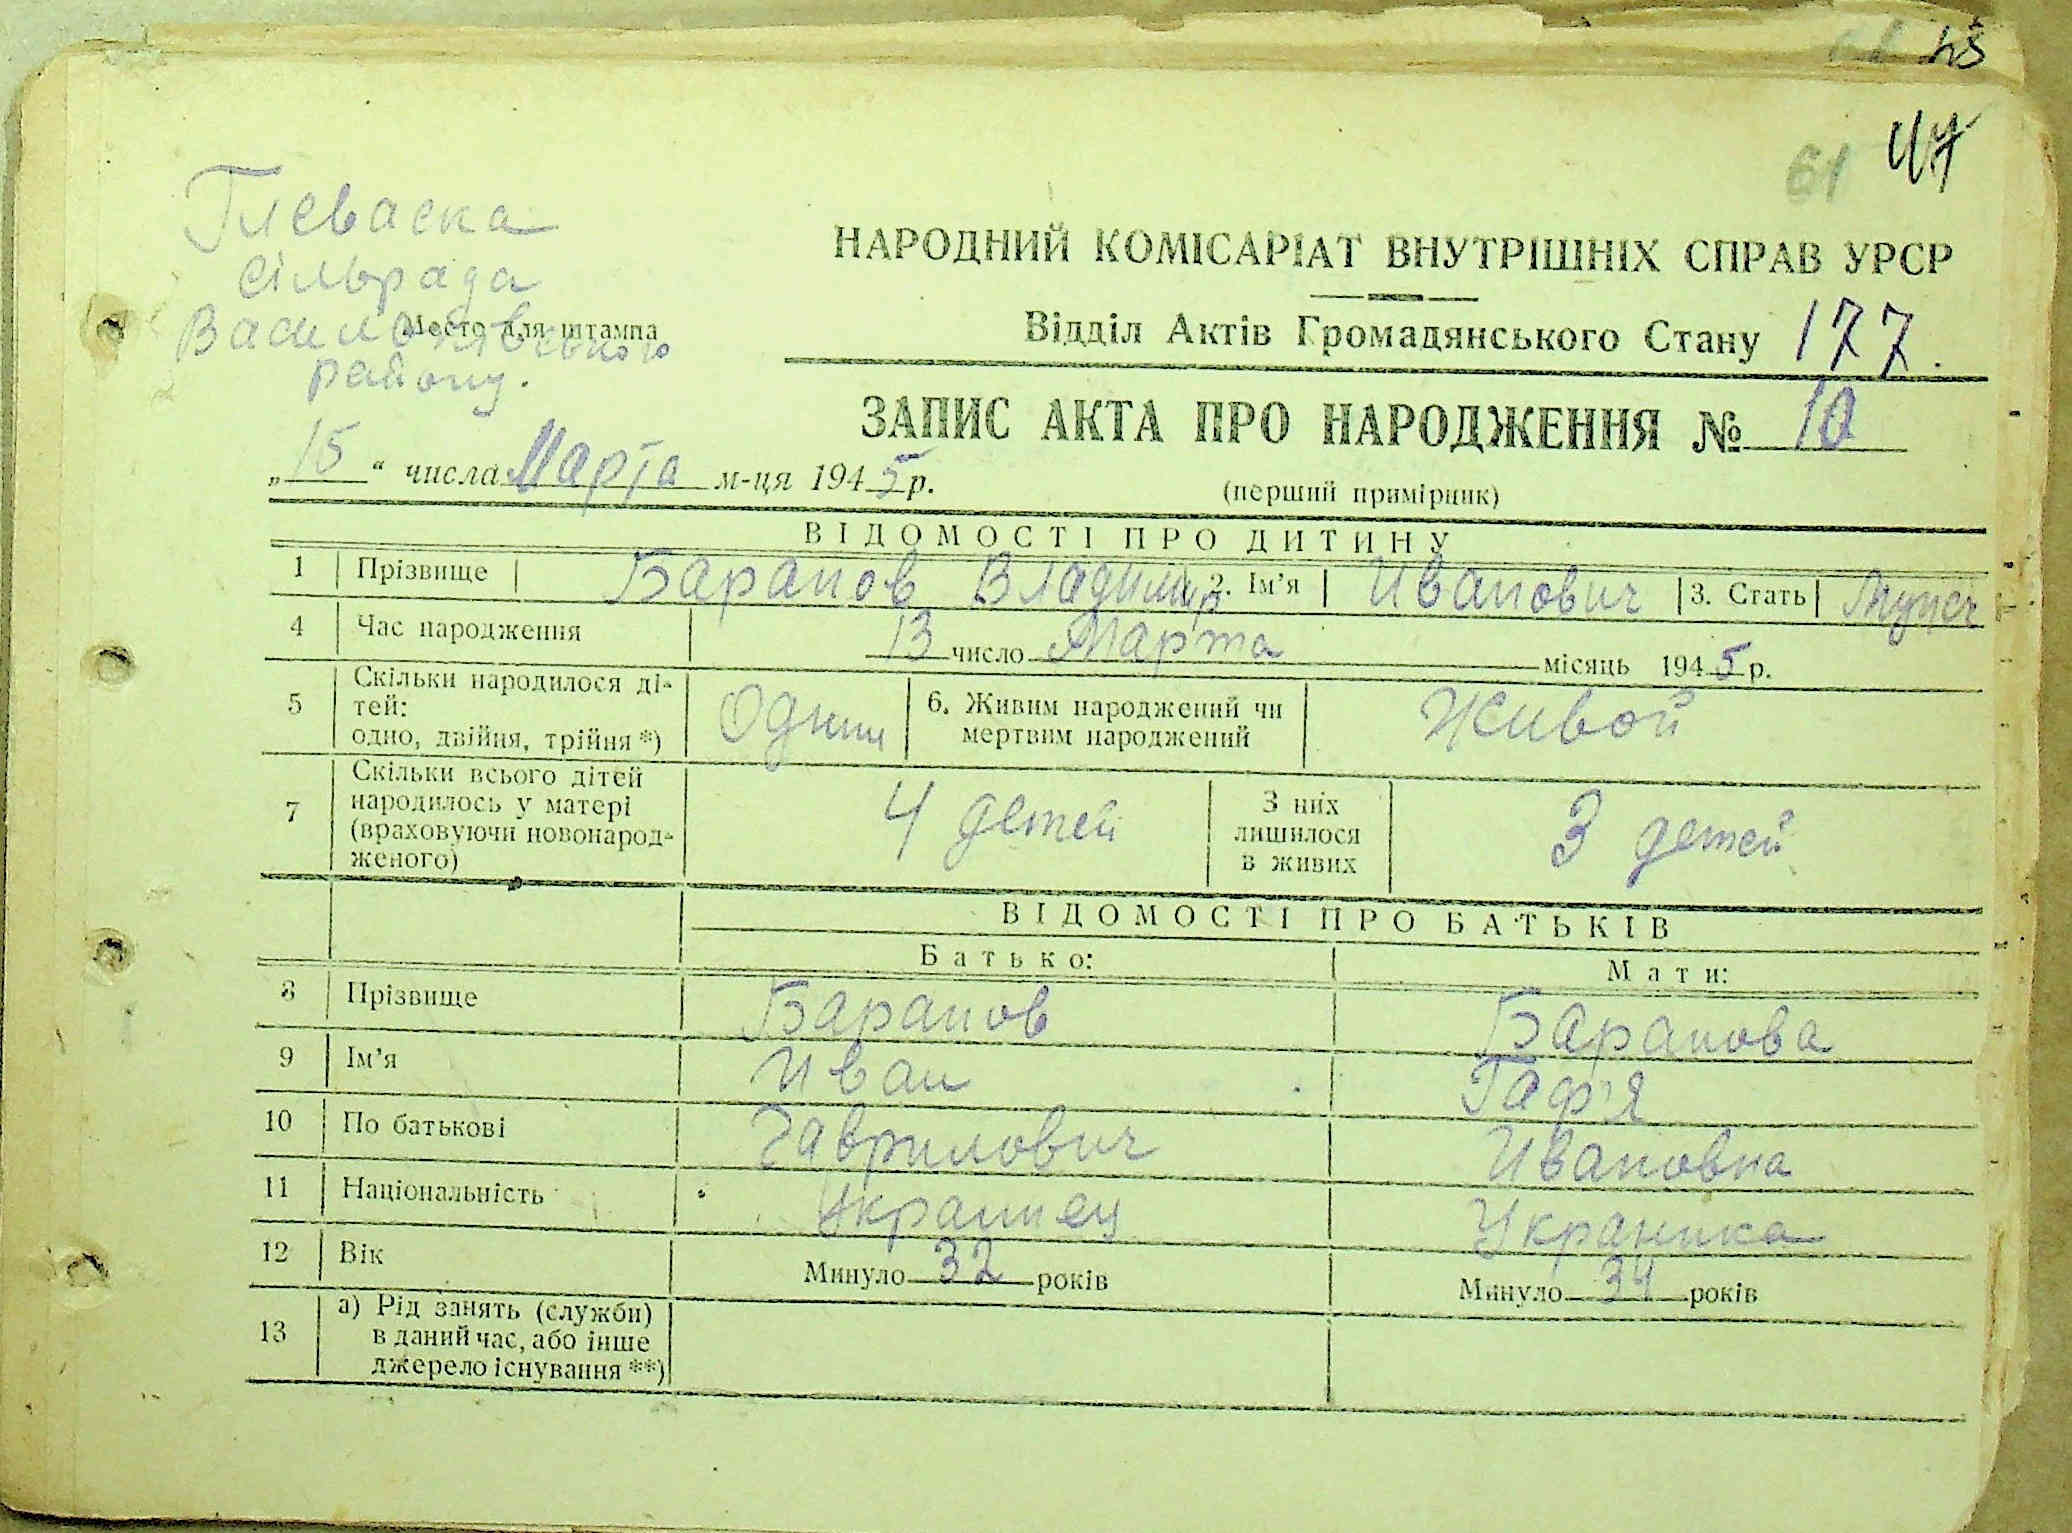 45
61 47
Глеваска
сільрада
Васильківського
Место для штампа
району.
НАРОДНИЙ КОМІСАРІАТ ВНУТРІШНІХ СПРАВ УРСР
Відділ Актів Громадянського Стану 177.
ЗАПИС АКТА ПРО НАРОДЖЕННЯ № 10
„15“ числа Марта м-ця 1945 р.
(перший примірник)
ВІДОМОСТІ ПРО ДИТИНУ
1 Прізвище Баранов Владимир 2. Ім’я Иванович 3. Стать Мужск
4 Час народження 13 число Марта місяць 1945 р.
5 Скільки народилося ді-
тей:
одно, двійня, трійня *) Один 6. Живим народжений чи
мертвим народжений Живой
7 Скільки всього дітей
народилось у матері
(враховуючи новонарод-
женого) 4 детей З них
лишилося
в живих 3 детей
ВІДОМОСТІ ПРО БАТЬКІВ
Батько: Мати:
8 Прізвище Баранов Баранова
9 Ім’я Иван Гаф’я
10 По батькові Гаврилович Ивановна
11 Національність Украинец Украинка
12 Вік Минуло 32 років Минуло 34 років
13 а) Рід занять (служби)
в даний час, або інше
джерело існування **)